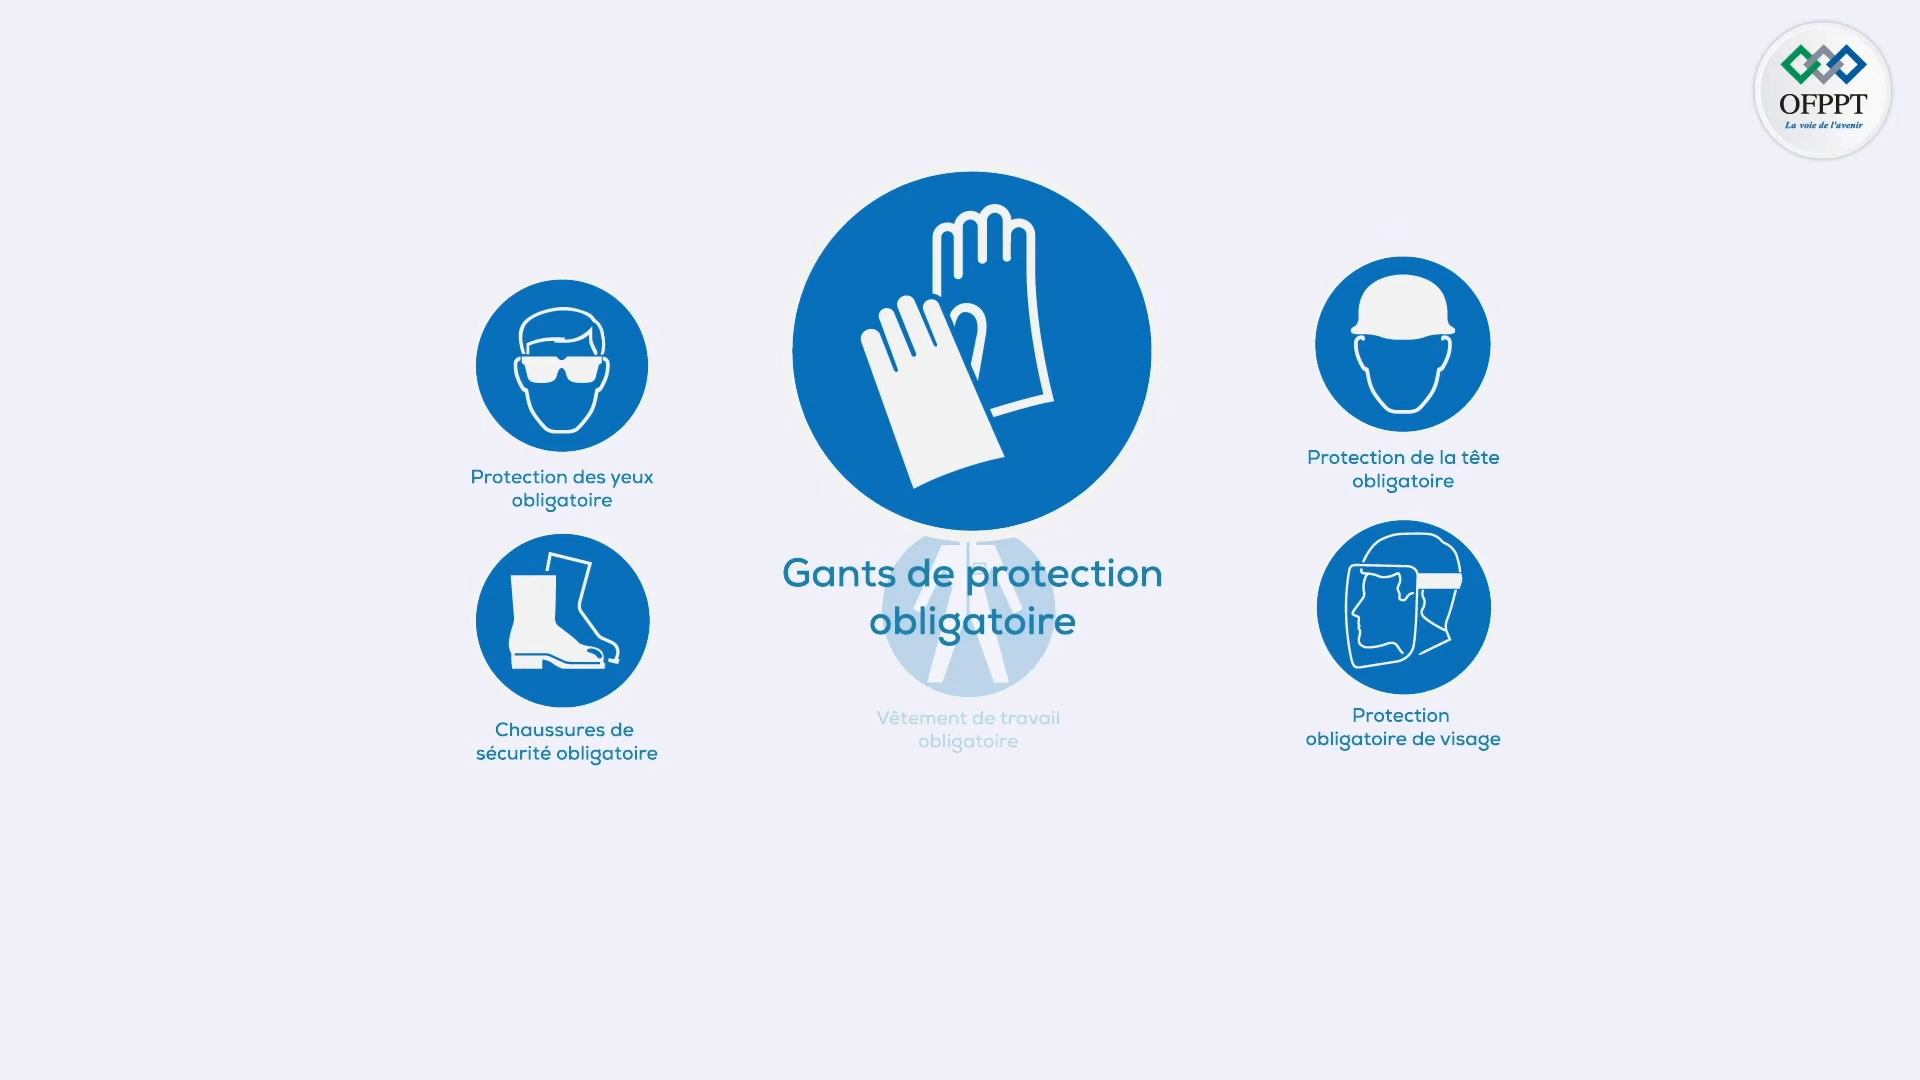 OFPPT
La voie de l'avenir
Protection des yeux
obligatoire
Chaussures de
sécurité obligatoire
Gants de protection
obligatoire
Vêtement de travail
obligatoire
Protection de la tête
obligatoire
Protection
obligatoire de visage